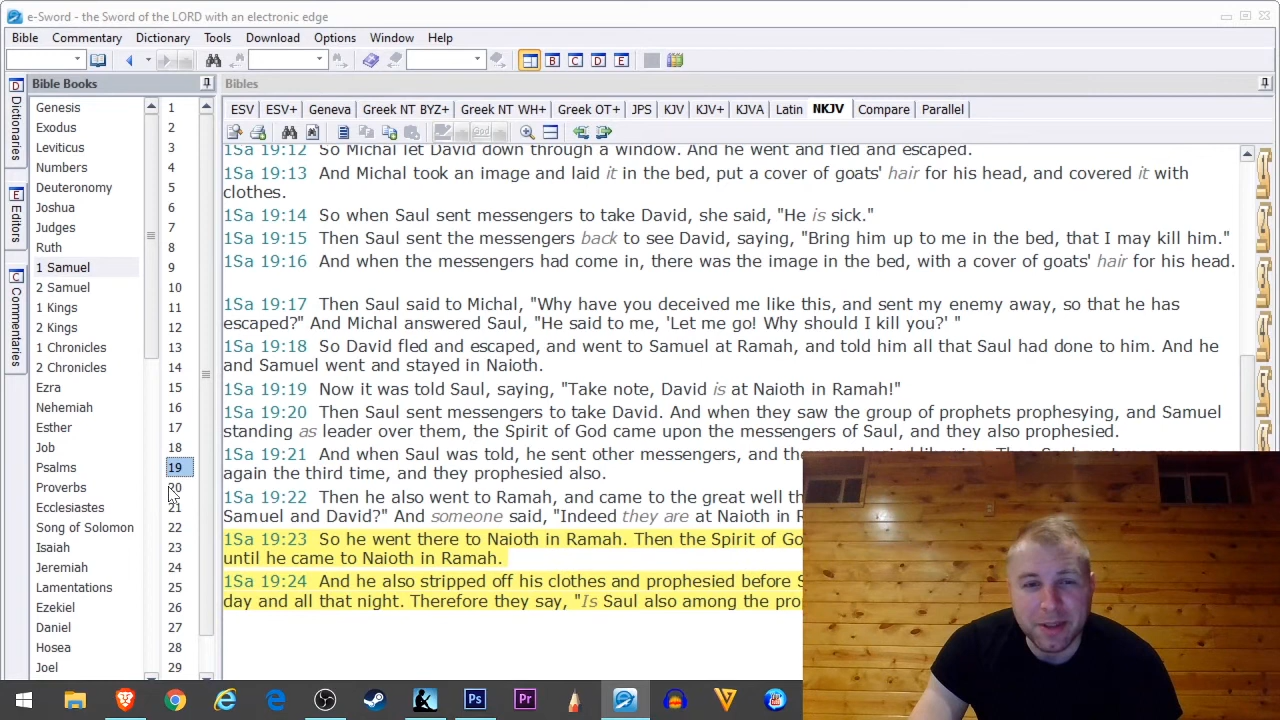 e-Sword - the Sword of the LORD with an electronic edge
Bible Commentary Dictionary Tools Download Options Window Help
Bible Books
Bibles
ESV ESV+ Geneva Greek NT BYZ+ Greek NT WH+ Greek OT+ JPS KJV KJV+ KJVA Latin NKJV Compare Parallel
Dictionaries
Editors
Commentaries
Genesis 1
Exodus 2
Leviticus 3
Numbers 4
Deuteronomy 5
Joshua 6
Judges 7
Ruth 8
1 Samuel 9
2 Samuel 10
1 Kings 11
2 Kings 12
1 Chronicles 13
2 Chronicles 14
Ezra 15
Nehemiah 16
Esther 17
Job 18
Psalms 19
Proverbs 20
Ecclesiastes 21
Song of Solomon 22
Isaiah 23
Jeremiah 24
Lamentations 25
Ezekiel 26
Daniel 27
Hosea 28
Joel 29
1Sa 19:12 So Michal let David down through a window. And he went and fled and escaped.
1Sa 19:13 And Michal took an image and laid it in the bed, put a cover of goats' hair for his head, and covered it with
clothes.
1Sa 19:14 So when Saul sent messengers to take David, she said, "He is sick."
1Sa 19:15 Then Saul sent the messengers back to see David, saying, "Bring him up to me in the bed, that I may kill him."
1Sa 19:16 And when the messengers had come in, there was the image in the bed, with a cover of goats' hair for his head.
1Sa 19:17 Then Saul said to Michal, "Why have you deceived me like this, and sent my enemy away, so that he has
escaped?" And Michal answered Saul, "He said to me, 'Let me go! Why should I kill you?' "
1Sa 19:18 So David fled and escaped, and went to Samuel at Ramah, and told him all that Saul had done to him. And he
and Samuel went and stayed in Naioth.
1Sa 19:19 Now it was told Saul, saying, "Take note, David is at Naioth in Ramah!"
1Sa 19:20 Then Saul sent messengers to take David. And when they saw the group of prophets prophesying, and Samuel
standing as leader over them, the Spirit of God came upon the messengers of Saul, and they also prophesied.
1Sa 19:21 And when Saul was told, he sent other messengers, and
again the third time, and they prophesied also.
1Sa 19:22 Then he also went to Ramah, and came to the great well
Samuel and David?" And someone said, "Indeed they are at Naioth in
1Sa 19:23 So he went there to Naioth in Ramah. Then the Spirit of
until he came to Naioth in Ramah.
1Sa 19:24 And he also stripped off his clothes and prophesied before
day and all that night. Therefore they say, "Is Saul also among the